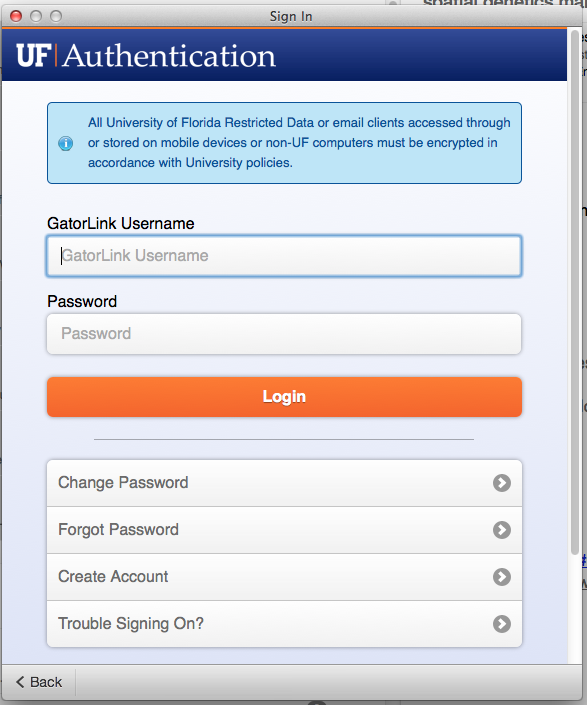 Sign In
UF Authentication
All University of Florida Restricted Data or email clients accessed through
or stored on mobile devices or non-UF computers must be encrypted in
accordance with University policies.
GatorLink Username
GatorLink Username
Password
Password
Login
Change Password
Forgot Password
Create Account
Trouble Signing On?
Back